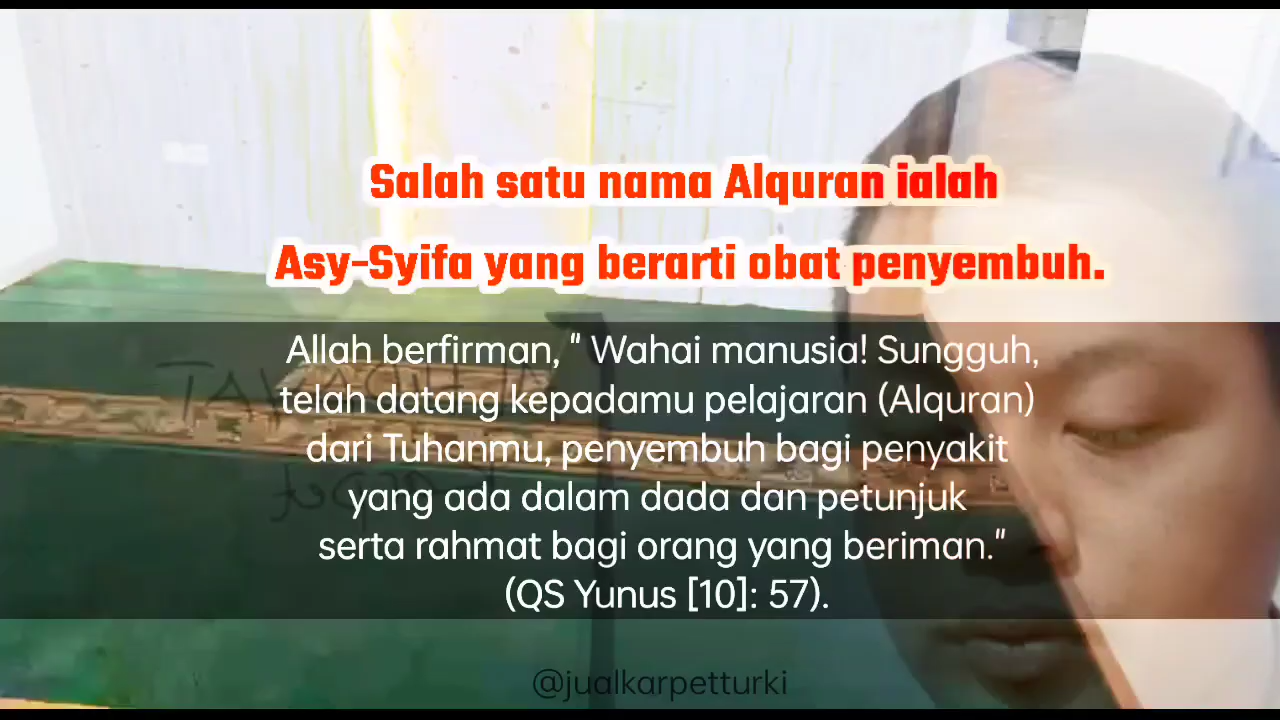 Salah satu nama Alquran ialah
Asy-Syifa yang berarti obat penyembuh.
Allah berfirman, " Wahai manusia! Sungguh,
telah datang kepadamu pelajaran (Alquran)
dari Tuhanmu, penyembuh bagi penyakit
yang ada dalam dada dan petunjuk
serta rahmat bagi orang yang beriman."
(QS Yunus [10]: 57).
@jualkarpetturki